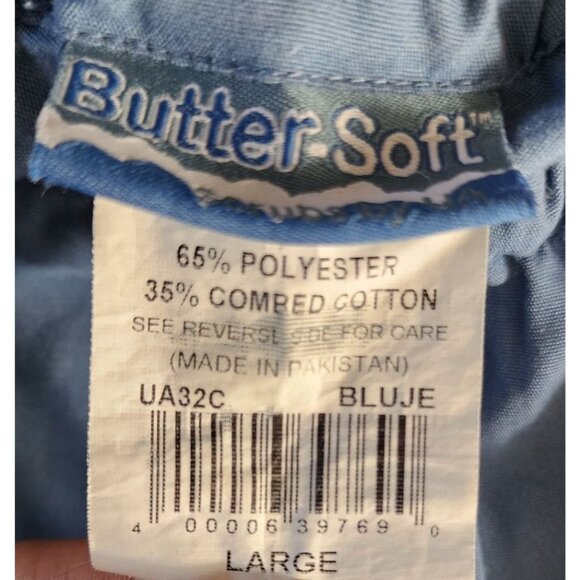 Butter-Soft™
65% POLYESTER
35% COMBED COTTON
SEE REVERSE SIDE FOR CARE
(MADE IN PAKISTAN)
UA32C BLUJE
4 00006 39769 0
LARGE